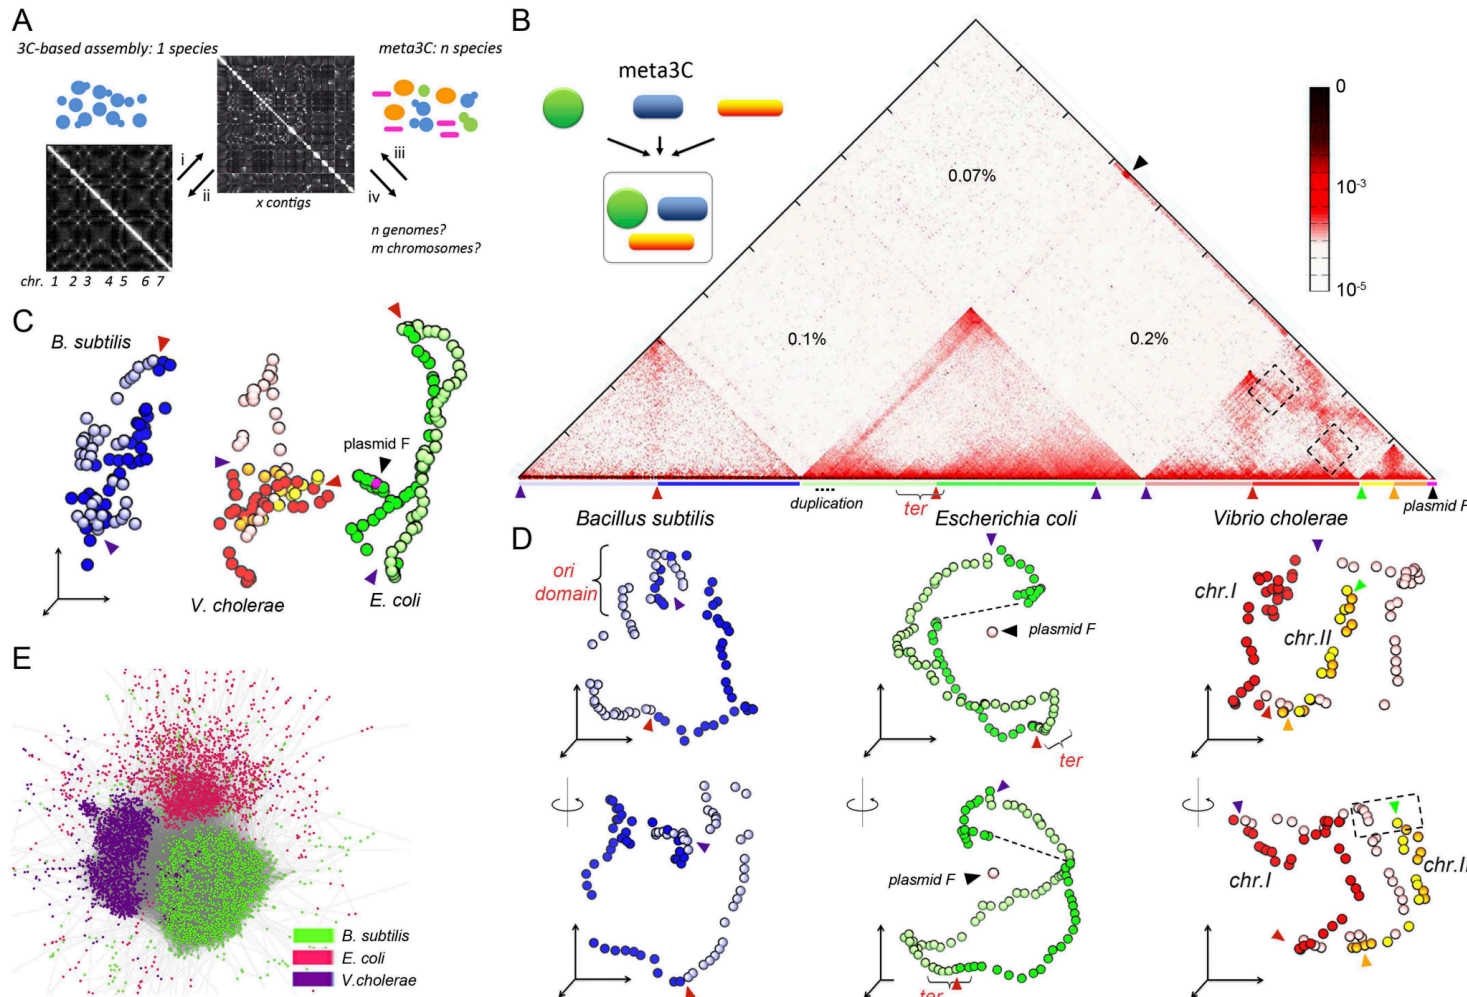 A
3C-based assembly: 1 species
meta3C: n species
i
ii
iii
iv
x contigs
n genomes?
m chromosomes?
chr. 1 2 3 4 5 6 7
B
meta3C
0.07%
0.1%
0.2%
0
10-3
10-5
duplication
ter
plasmid F
Bacillus subtilis
Escherichia coli
Vibrio cholerae
C
B. subtilis
plasmid F
V. cholerae
E. coli
D
ori
domain
plasmid F
ter
chr.I
chr.II
plasmid F
ter
chr.I
chr.II
E
B. subtilis
E. coli
V.cholerae